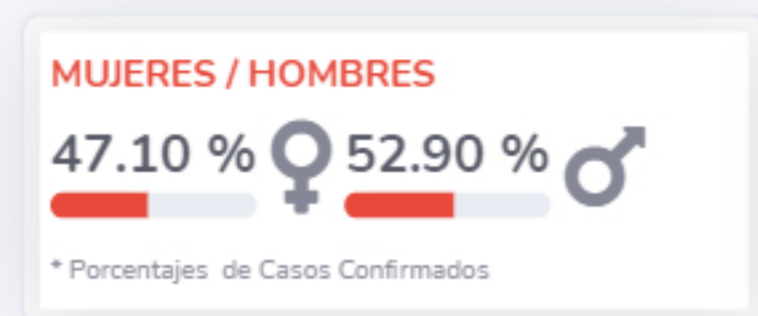 MUJERES / HOMBRES
47.10 % 52.90 %
* Porcentajes de Casos Confirmados